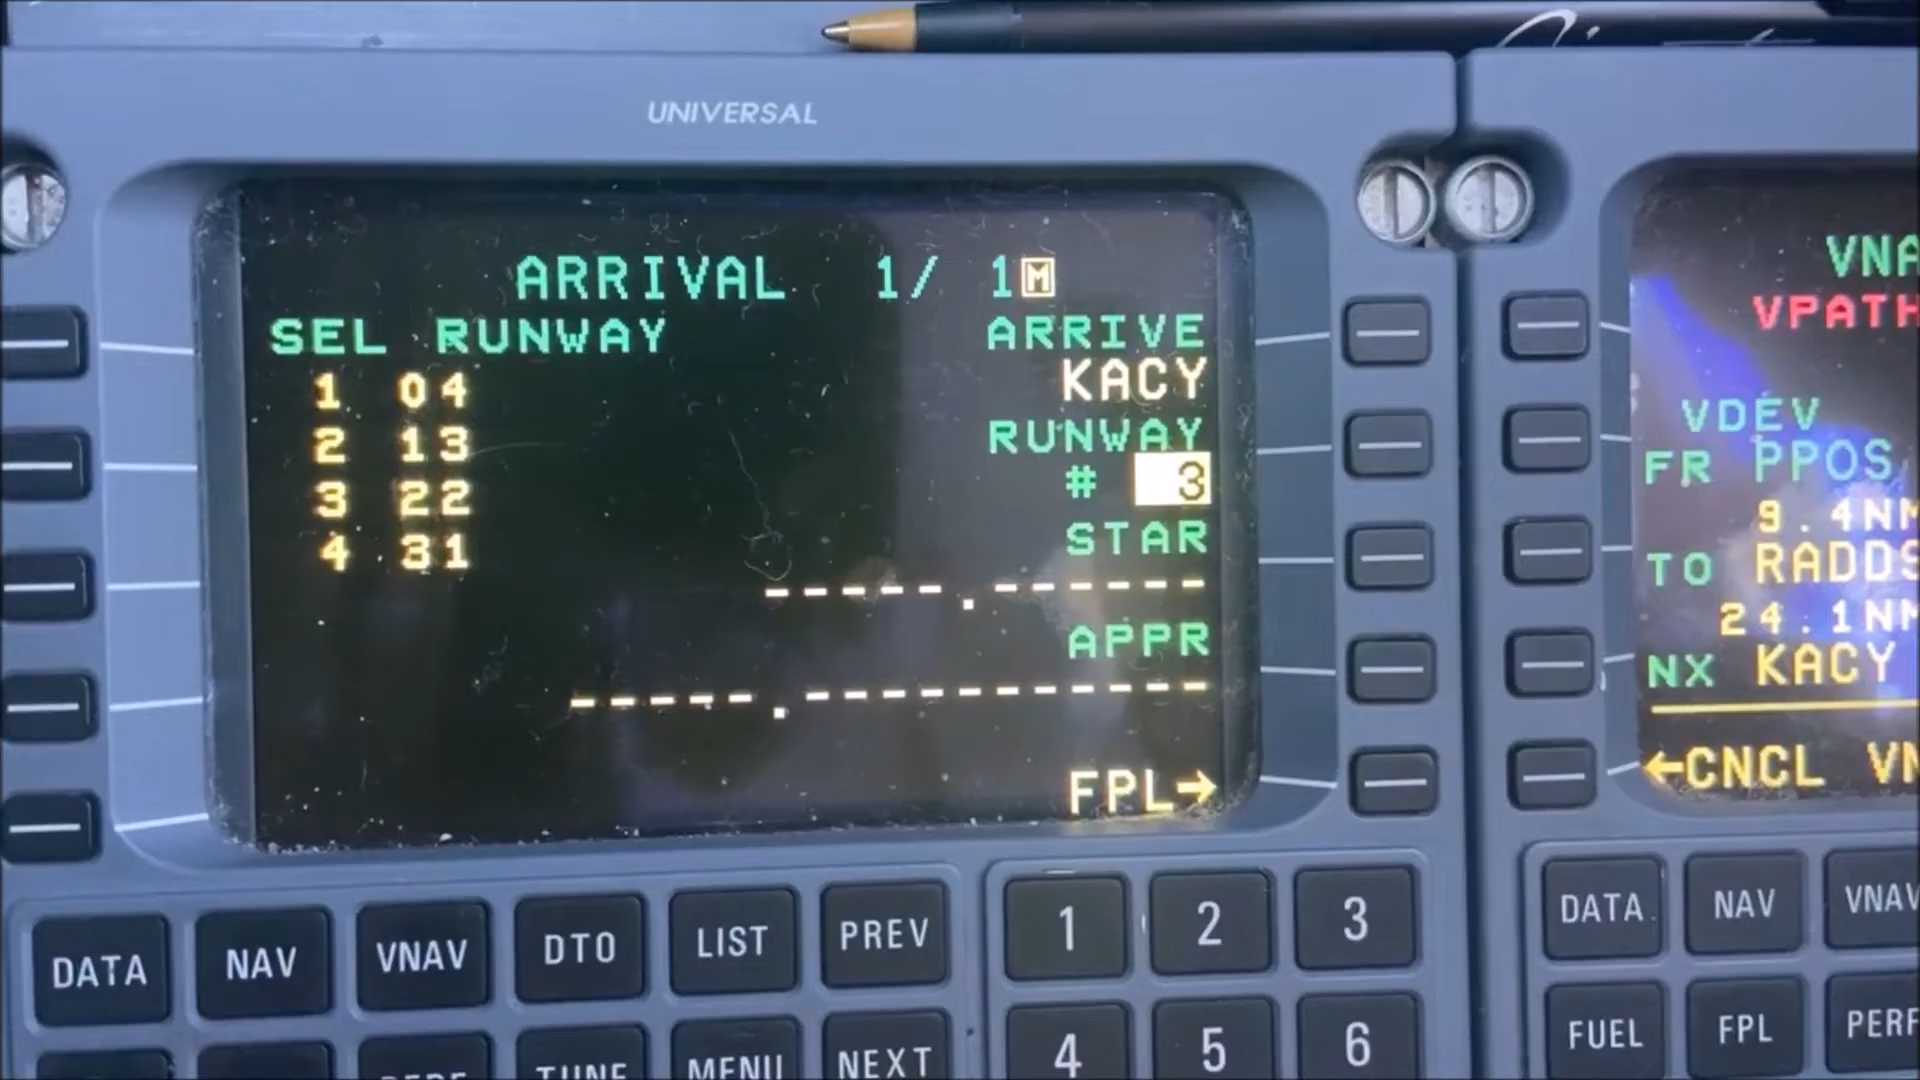 UNIVERSAL
ARRIVAL 1/ 1M
SEL RUNWAY
1 04
2 13
3 22
4 31
ARRIVE
KACY
RUNWAY
# 3
STAR
------.------
APPR
-----.-----------
FPL→
DATA NAV VNAV DTO LIST PREV
TUNE MENU NEXT
1 2 3
4 5 6
VPATH
VDEV
FR PPOS
9.4NM
TO RADDS
24.1NM
NX KACY
←CNCL
DATA NAV VNAV
FUEL FPL PERF